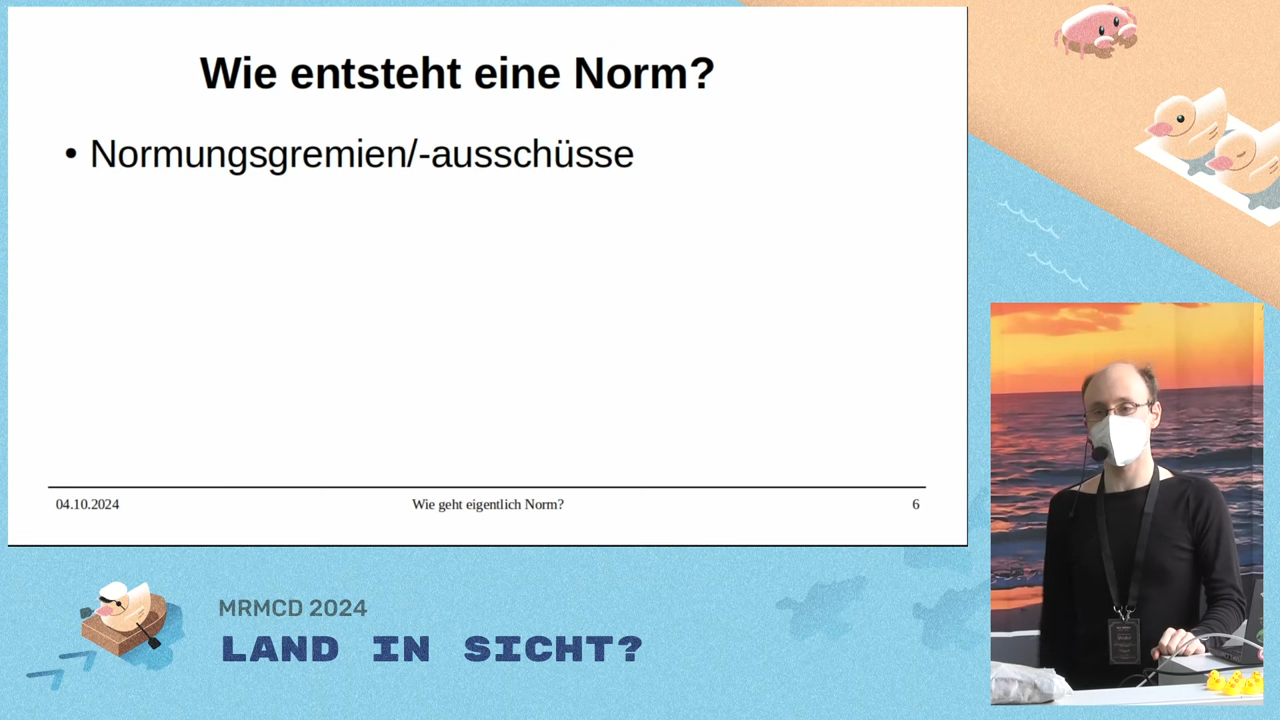 Wie entsteht eine Norm?
• Normungsgremien/-ausschüsse
04.10.2024
Wie geht eigentlich Norm?
6
MRMCD 2024
LAND IN SICHT?